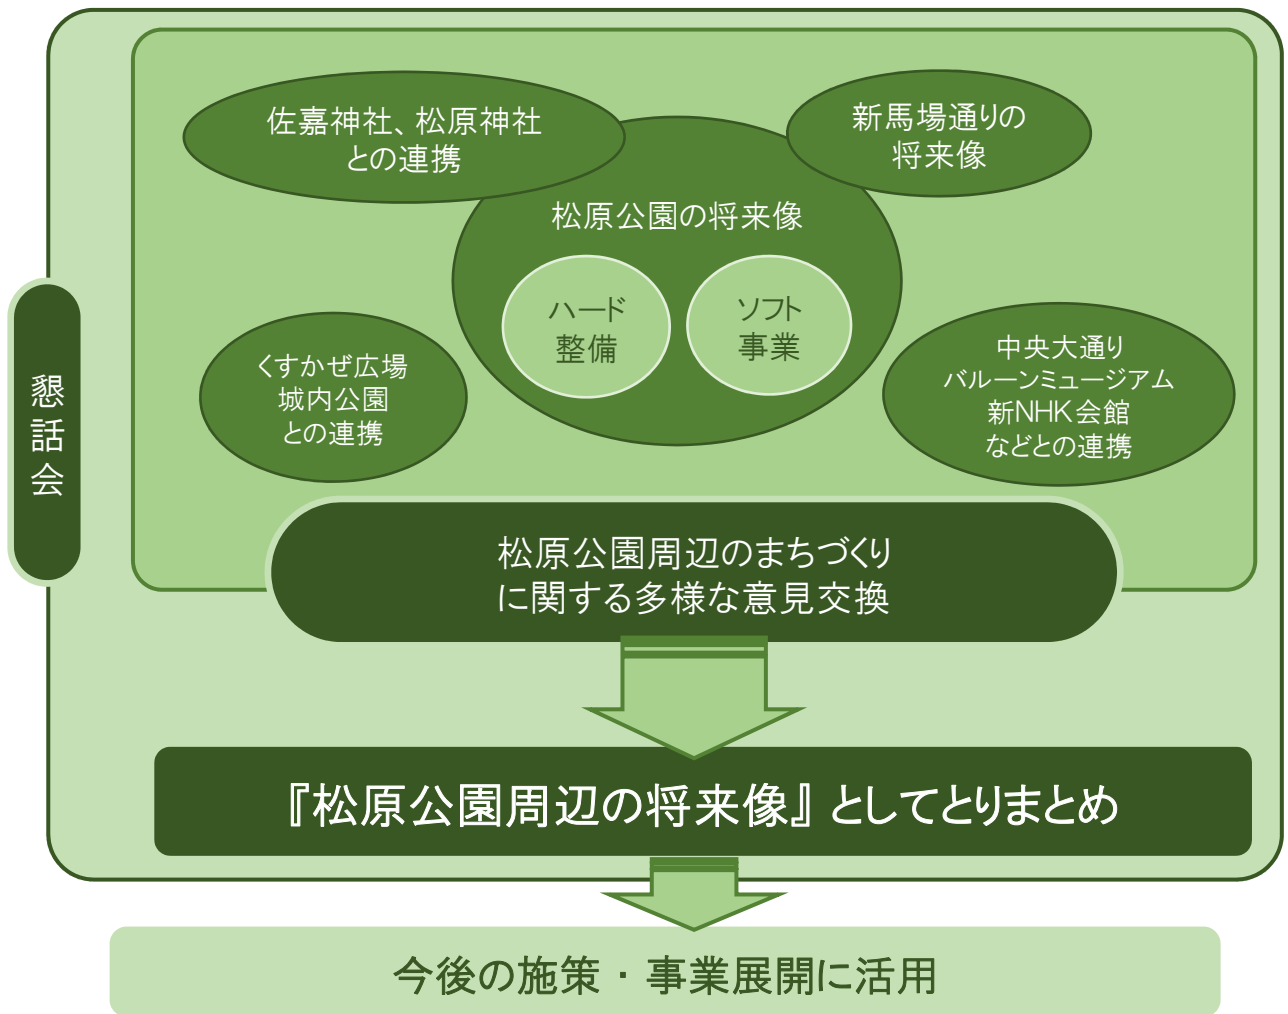 佐嘉神社、松原神社
との連携
新馬場通りの
将来像
松原公園の将来像
ハード
整備
ソフト
事業
くすかぜ広場
城内公園
との連携
中央大通り
バルーンミュージアム
新NHK会館
などとの連携
懇話会
松原公園周辺のまちづくり
に関する多様な意見交換
『松原公園周辺の将来像』としてとりまとめ
今後の施策・事業展開に活用